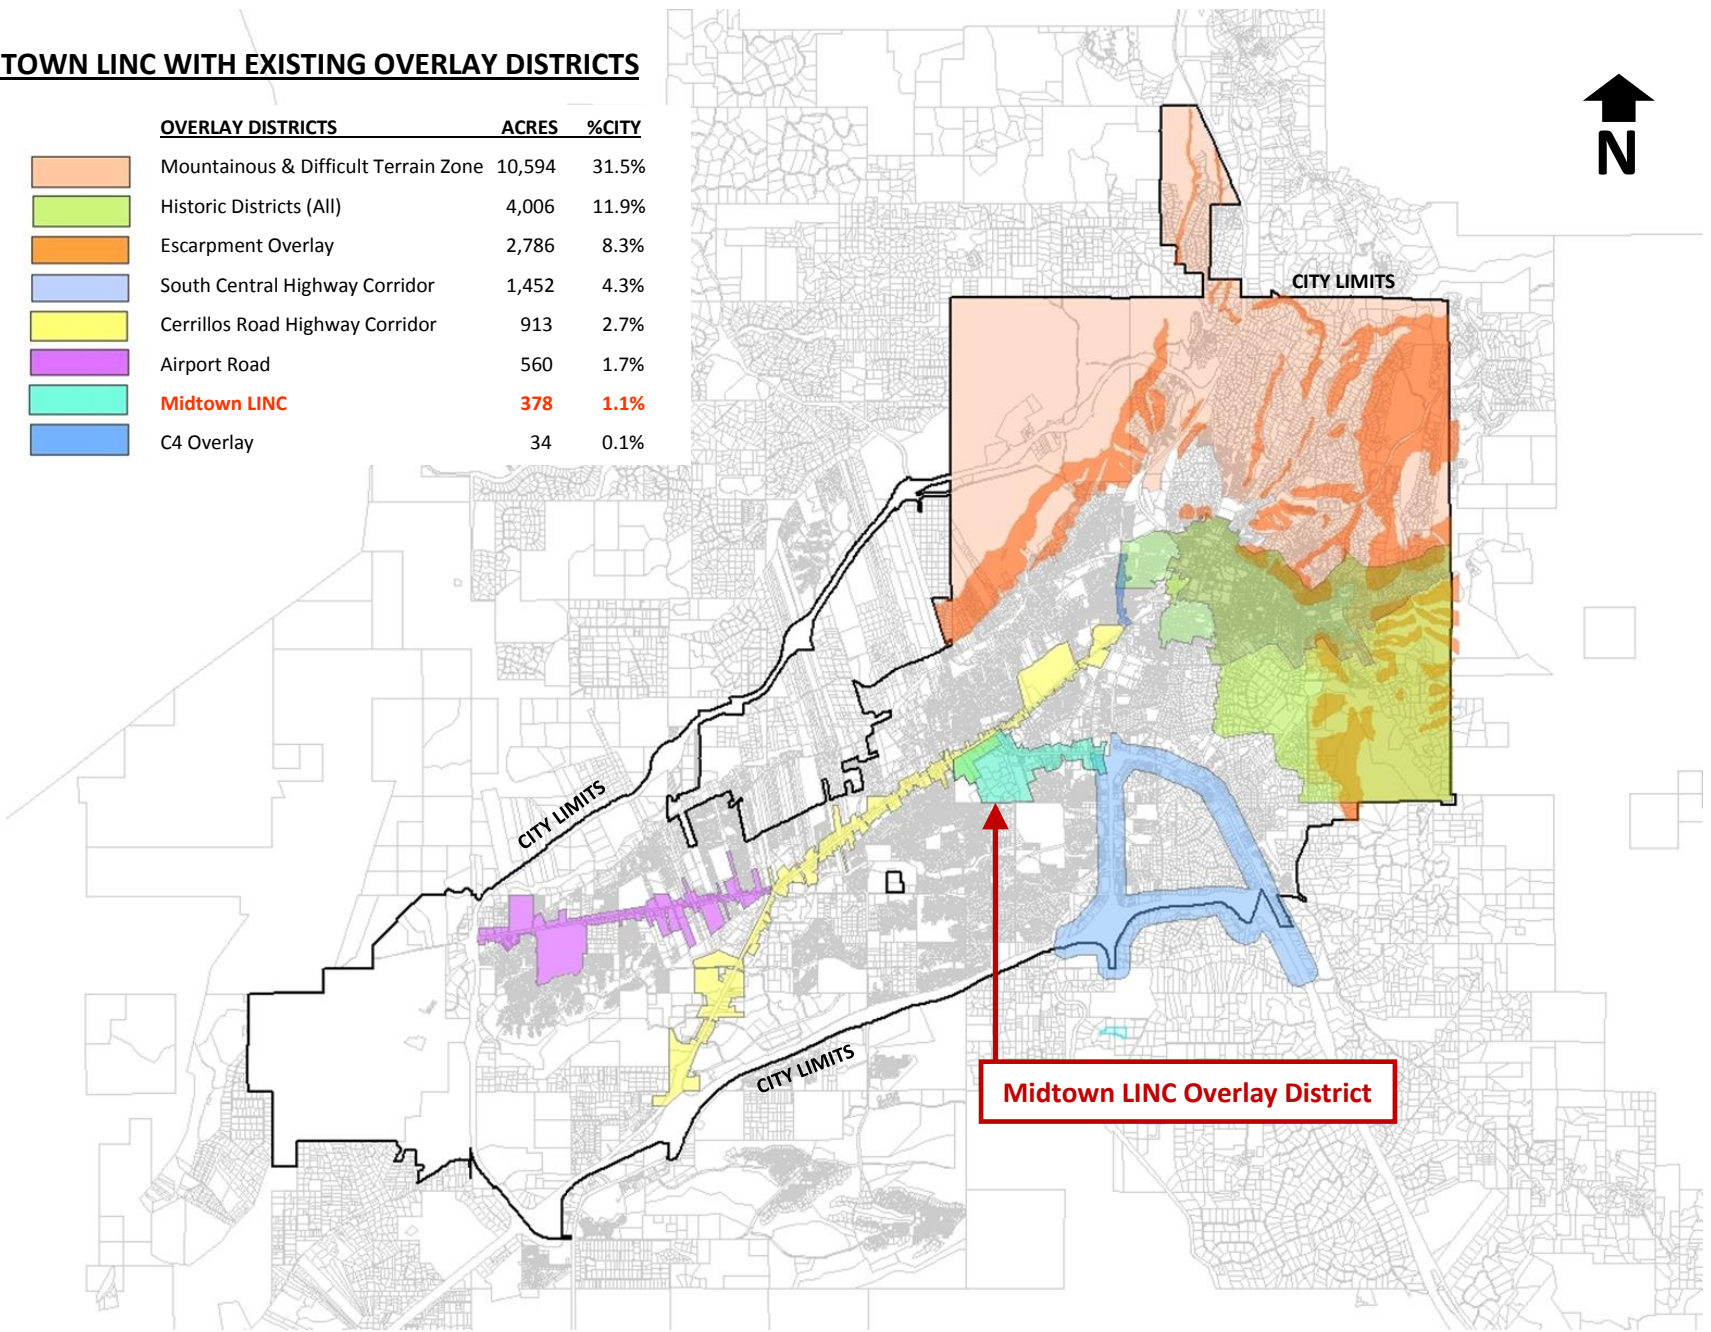 TOWN LINC WITH EXISTING OVERLAY DISTRICTS
OVERLAY DISTRICTS ACRES %CITY
Mountainous & Difficult Terrain Zone 10,594 31.5%
Historic Districts (All) 4,006 11.9%
Escarpment Overlay 2,786 8.3%
South Central Highway Corridor 1,452 4.3%
Cerrillos Road Highway Corridor 913 2.7%
Airport Road 560 1.7%
Midtown LINC 378 1.1%
C4 Overlay 34 0.1%
N
CITY LIMITS
CITY LIMITS
CITY LIMITS
Midtown LINC Overlay District